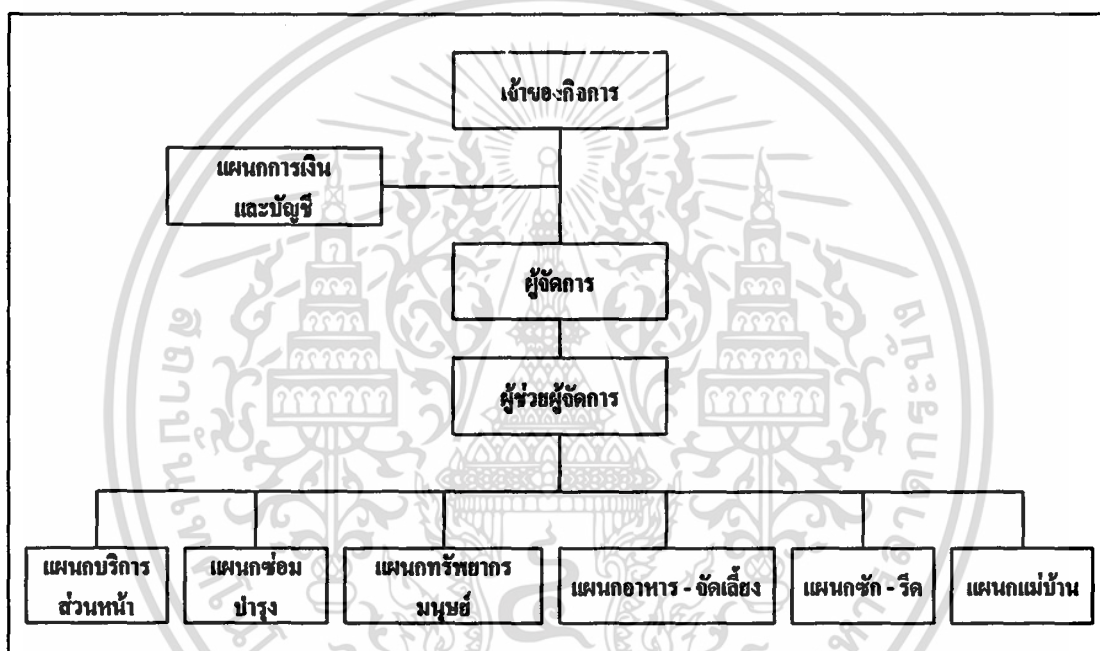 เจ้าของกิจการ
แผนกการเงิน
และบัญชี
ผู้จัดการ
ผู้ช่วยผู้จัดการ
แผนกบริการ
ส่วนหน้า
แผนกซ่อม
บำรุง
แผนกทรัพยากร
มนุษย์
แผนกอาหาร - จัดเลี้ยง
แผนกซัก - รีด
แผนกแม่บ้าน